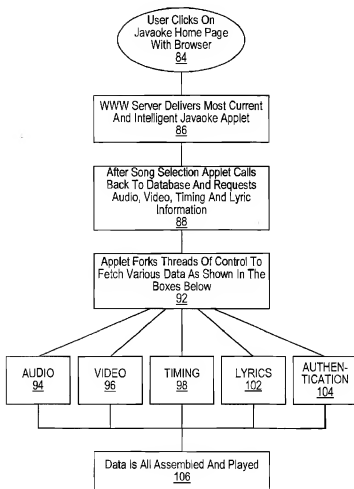 User Clicks On
Javaoke Home Page
With Browser
84
WWW Server Delivers Most Current
And Intelligent Javaoke Applet
86
After Song Selection Applet Calls
Back To Database And Requests
Audio, Video, Timing And Lyric
Information
88
Applet Forks Threads Of Control To
Fetch Various Data As Shown In The
Boxes Below
92
AUDIO
94
VIDEO
96
TIMING
98
LYRICS
102
AUTHEN-
TICATION
104
Data Is All Assembled And Played
106